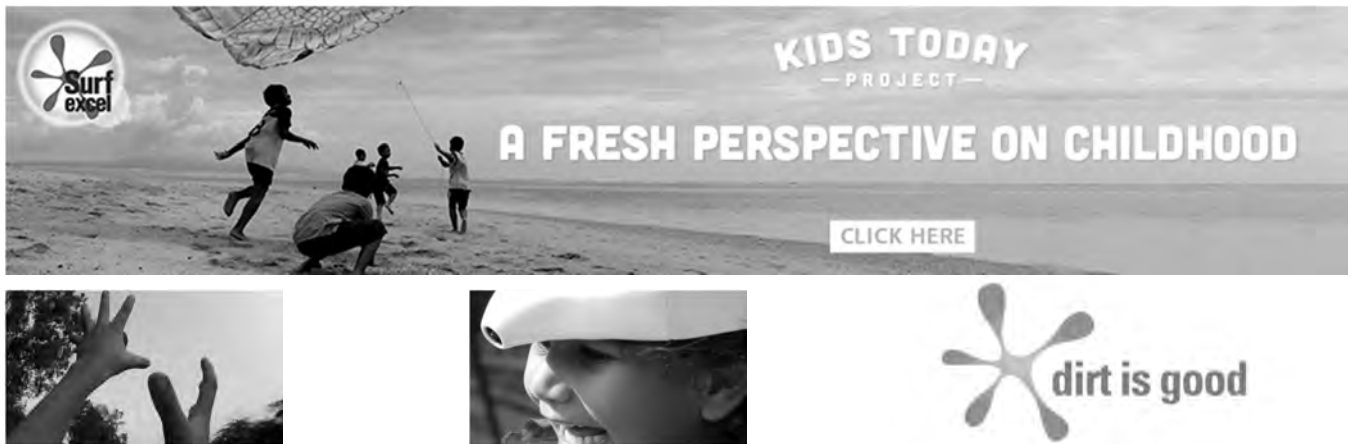 Surf
excel
KIDS TODAY
PROJECT
A FRESH PERSPECTIVE ON CHILDHOOD
CLICK HERE
dirt is good